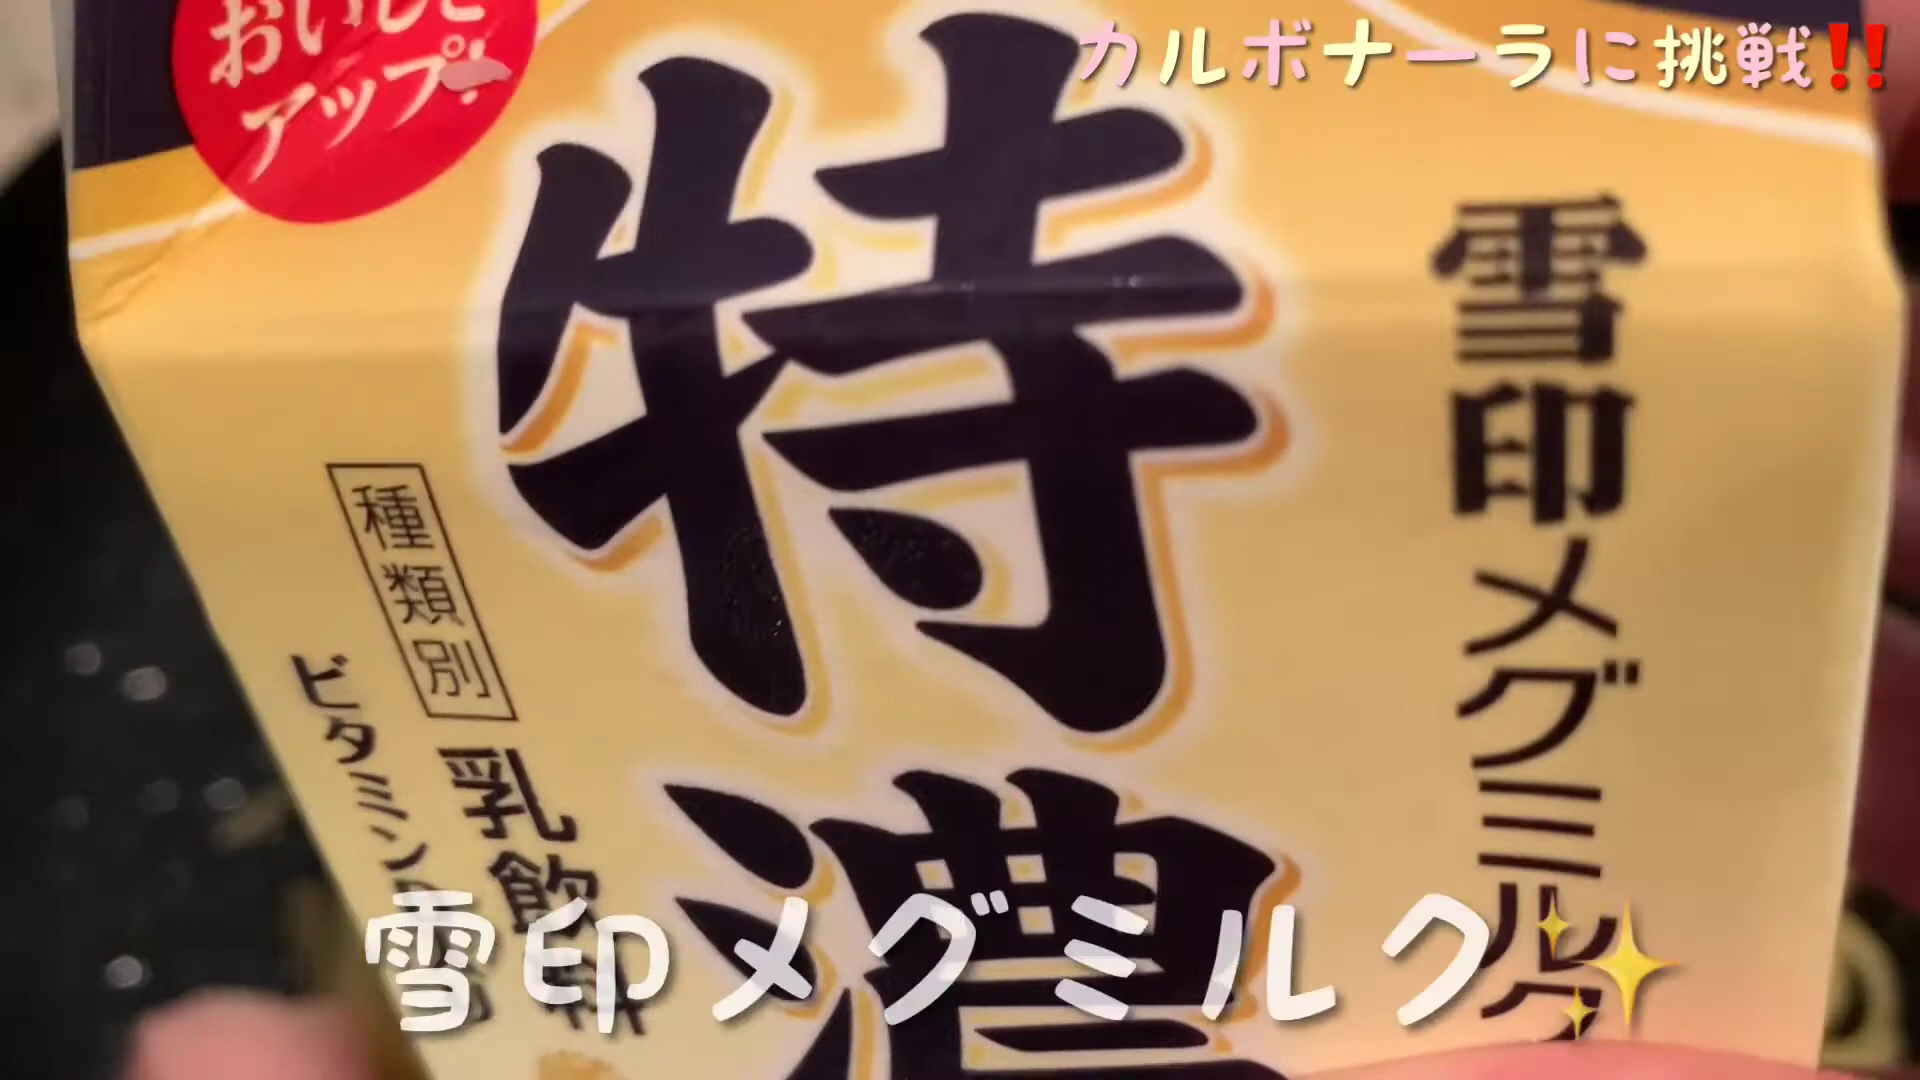 カルボナーラに挑戦‼️
おいしさ
アップ!
特濃
雪印メグミルク
種類別
乳飲料
ビタミン
雪印メグミルク✨